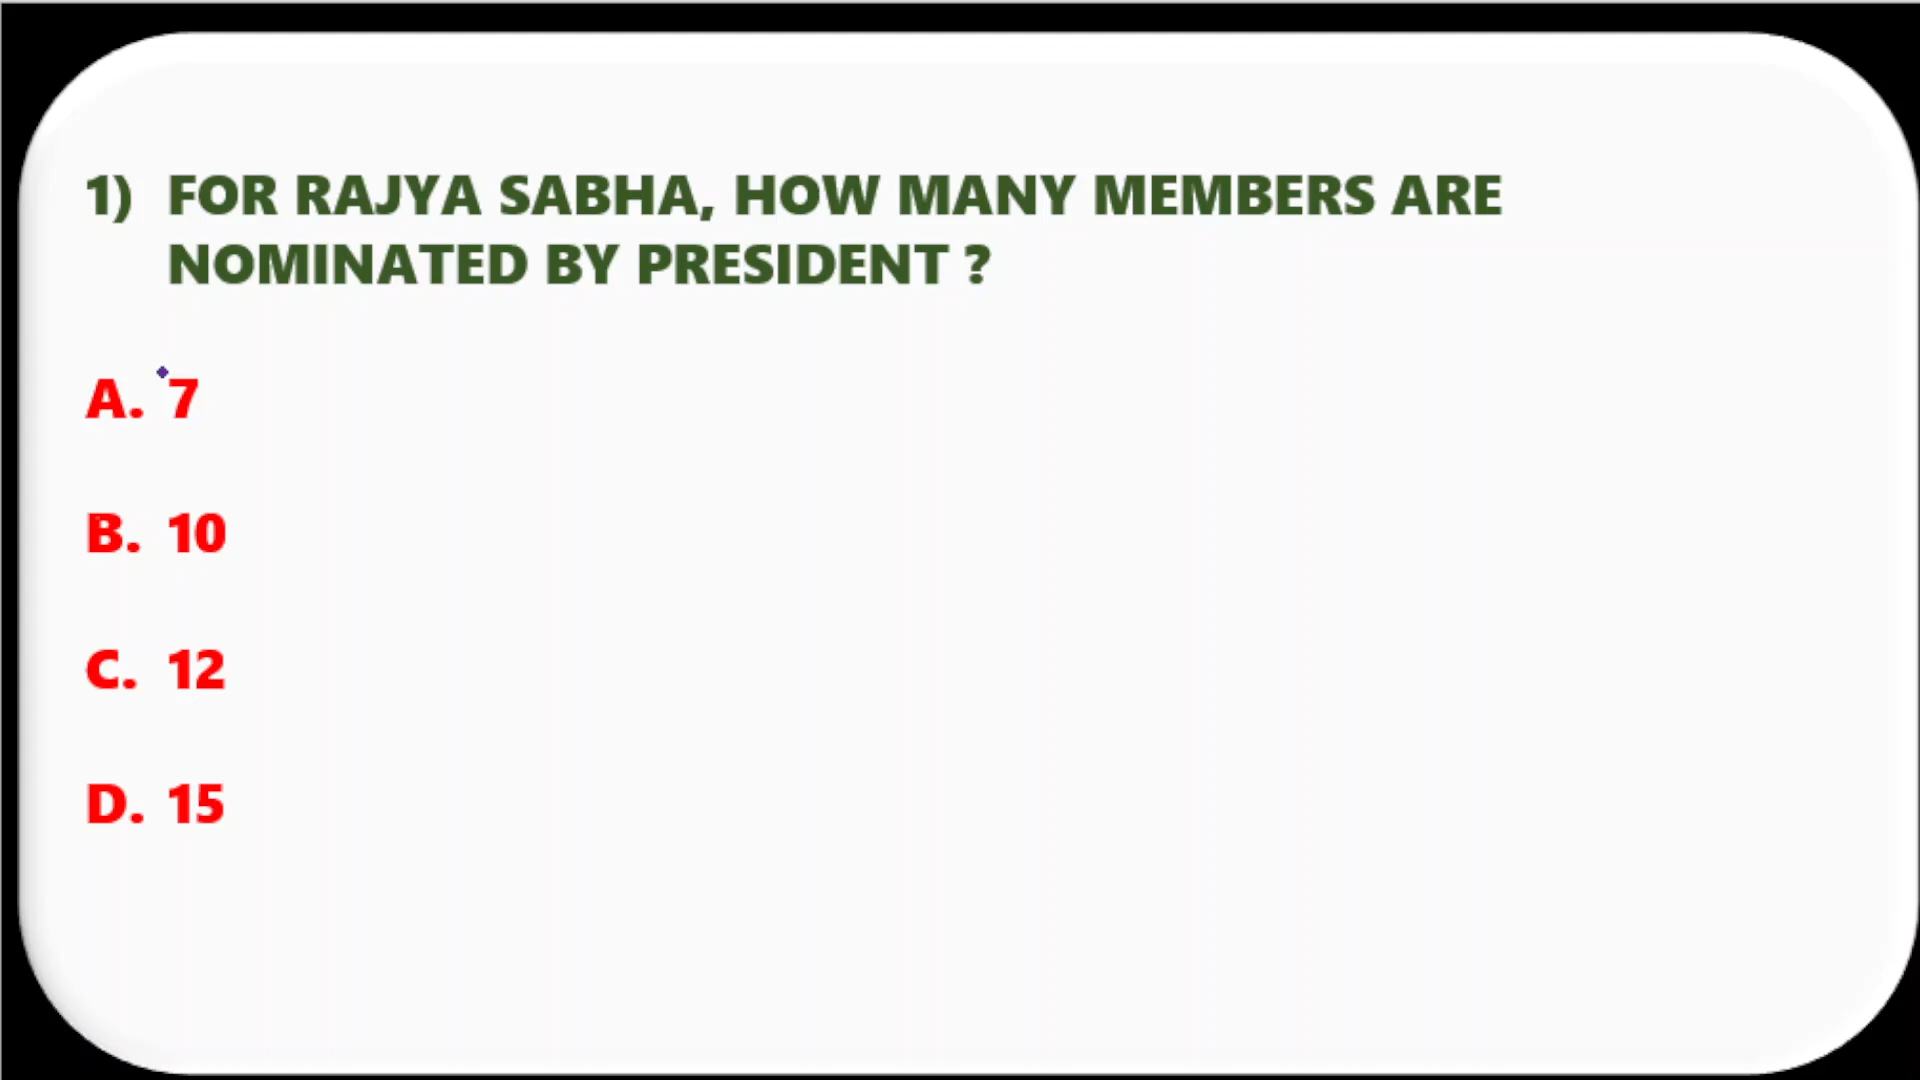 1) FOR RAJYA SABHA, HOW MANY MEMBERS ARE
NOMINATED BY PRESIDENT ?
A. 7
B. 10
C. 12
D. 15